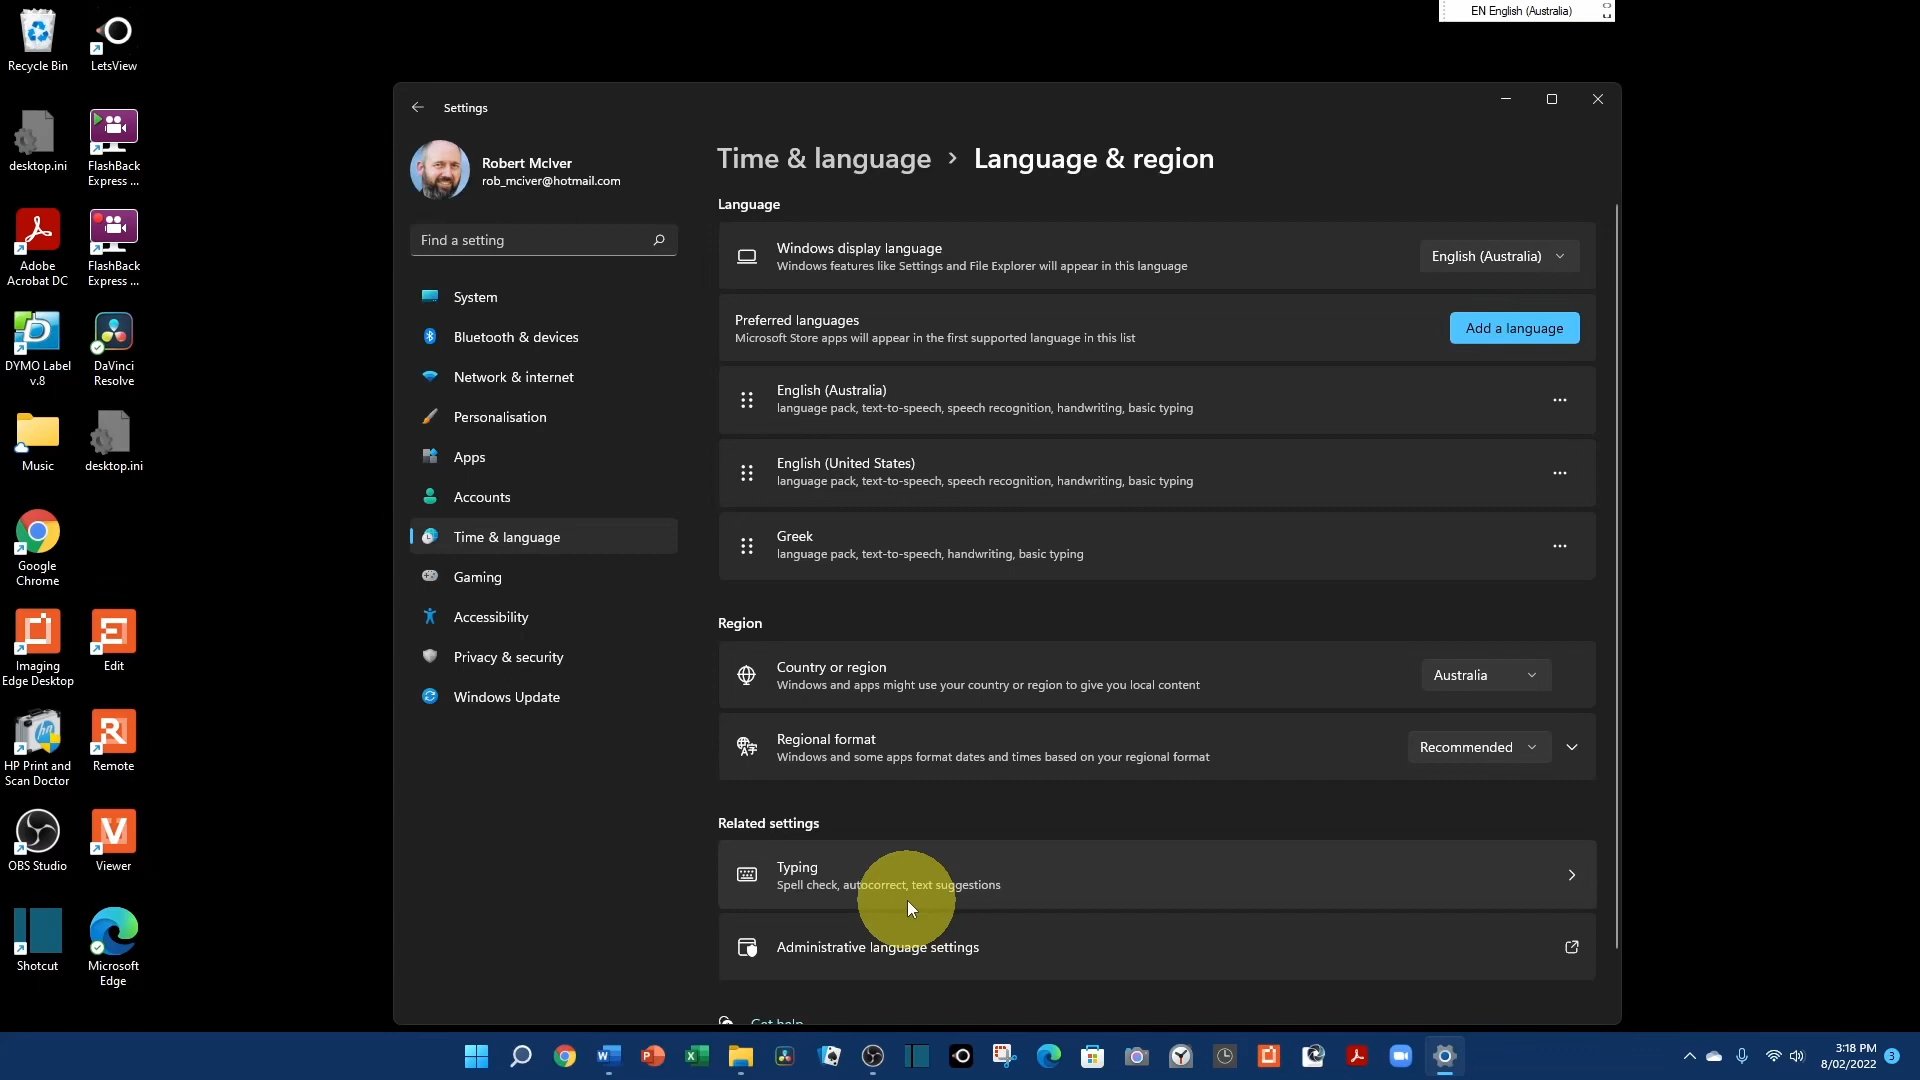 EN English (Australia)
Recycle Bin
LetsView
desktop.ini
FlashBack
Express ...
Adobe
Acrobat DC
FlashBack
Express ...
DYMO Label
v.8
DaVinci
Resolve
Music
desktop.ini
Google
Chrome
Imaging
Edge Desktop
Edit
HP Print and
Scan Doctor
Remote
OBS Studio
Viewer
Shotcut
Microsoft
Edge
Settings
Robert McIver
rob_mciver@hotmail.com
Find a setting
System
Bluetooth & devices
Network & internet
Personalisation
Apps
Accounts
Time & language
Gaming
Accessibility
Privacy & security
Windows Update
Time & language > Language & region
Language
Windows display language
Windows features like Settings and File Explorer will appear in this language
English (Australia)
Preferred languages
Microsoft Store apps will appear in the first supported language in this list
Add a language
English (Australia)
language pack, text-to-speech, speech recognition, handwriting, basic typing
English (United States)
language pack, text-to-speech, speech recognition, handwriting, basic typing
Greek
language pack, text-to-speech, handwriting, basic typing
Region
Country or region
Windows and apps might use your country or region to give you local content
Australia
Regional format
Windows and some apps format dates and times based on your regional format
Recommended
Related settings
Typing
Spell check, autocorrect, text suggestions
Administrative language settings
Get help
3:18 PM
8/02/2022
3